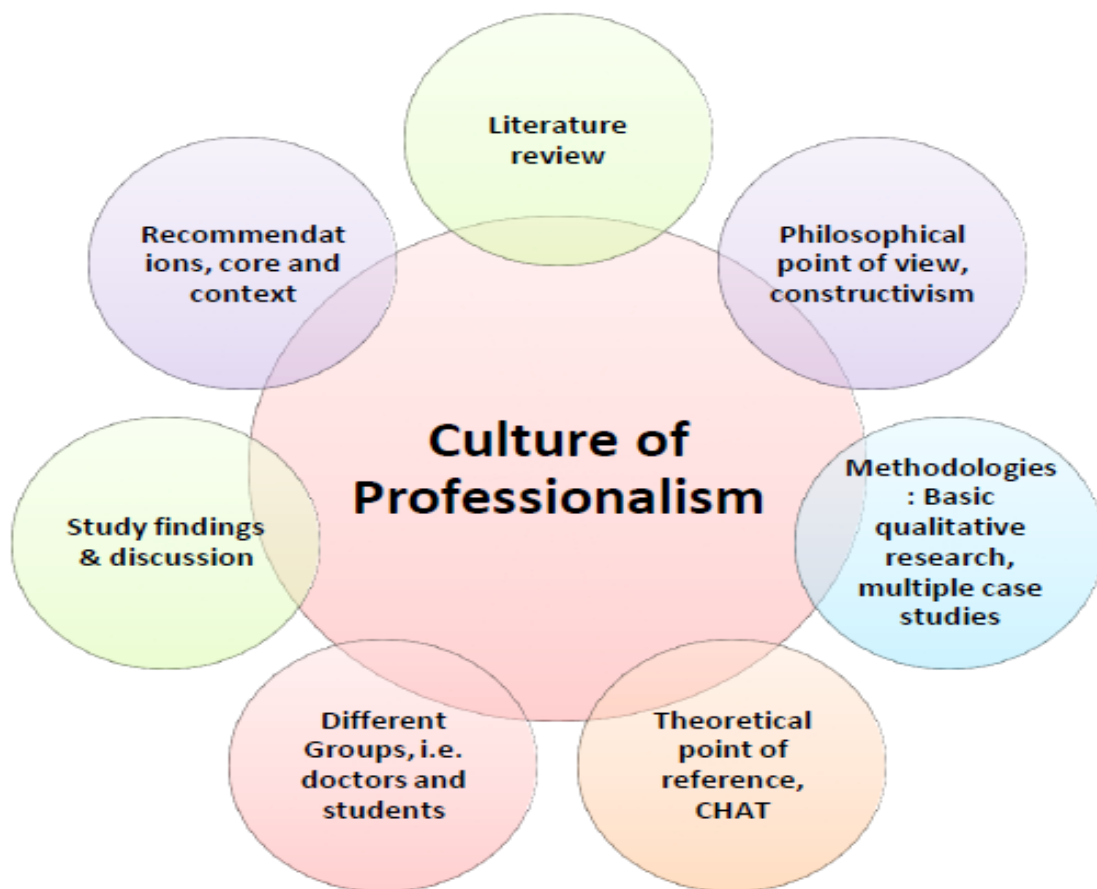 Literature
review
Philosophical
point of view,
constructivism
Methodologies
: Basic
qualitative
research,
multiple case
studies
Theoretical
point of
reference,
CHAT
Different
Groups, i.e.
doctors and
students
Study findings
& discussion
Recommendat
ions, core and
context
Culture of
Professionalism